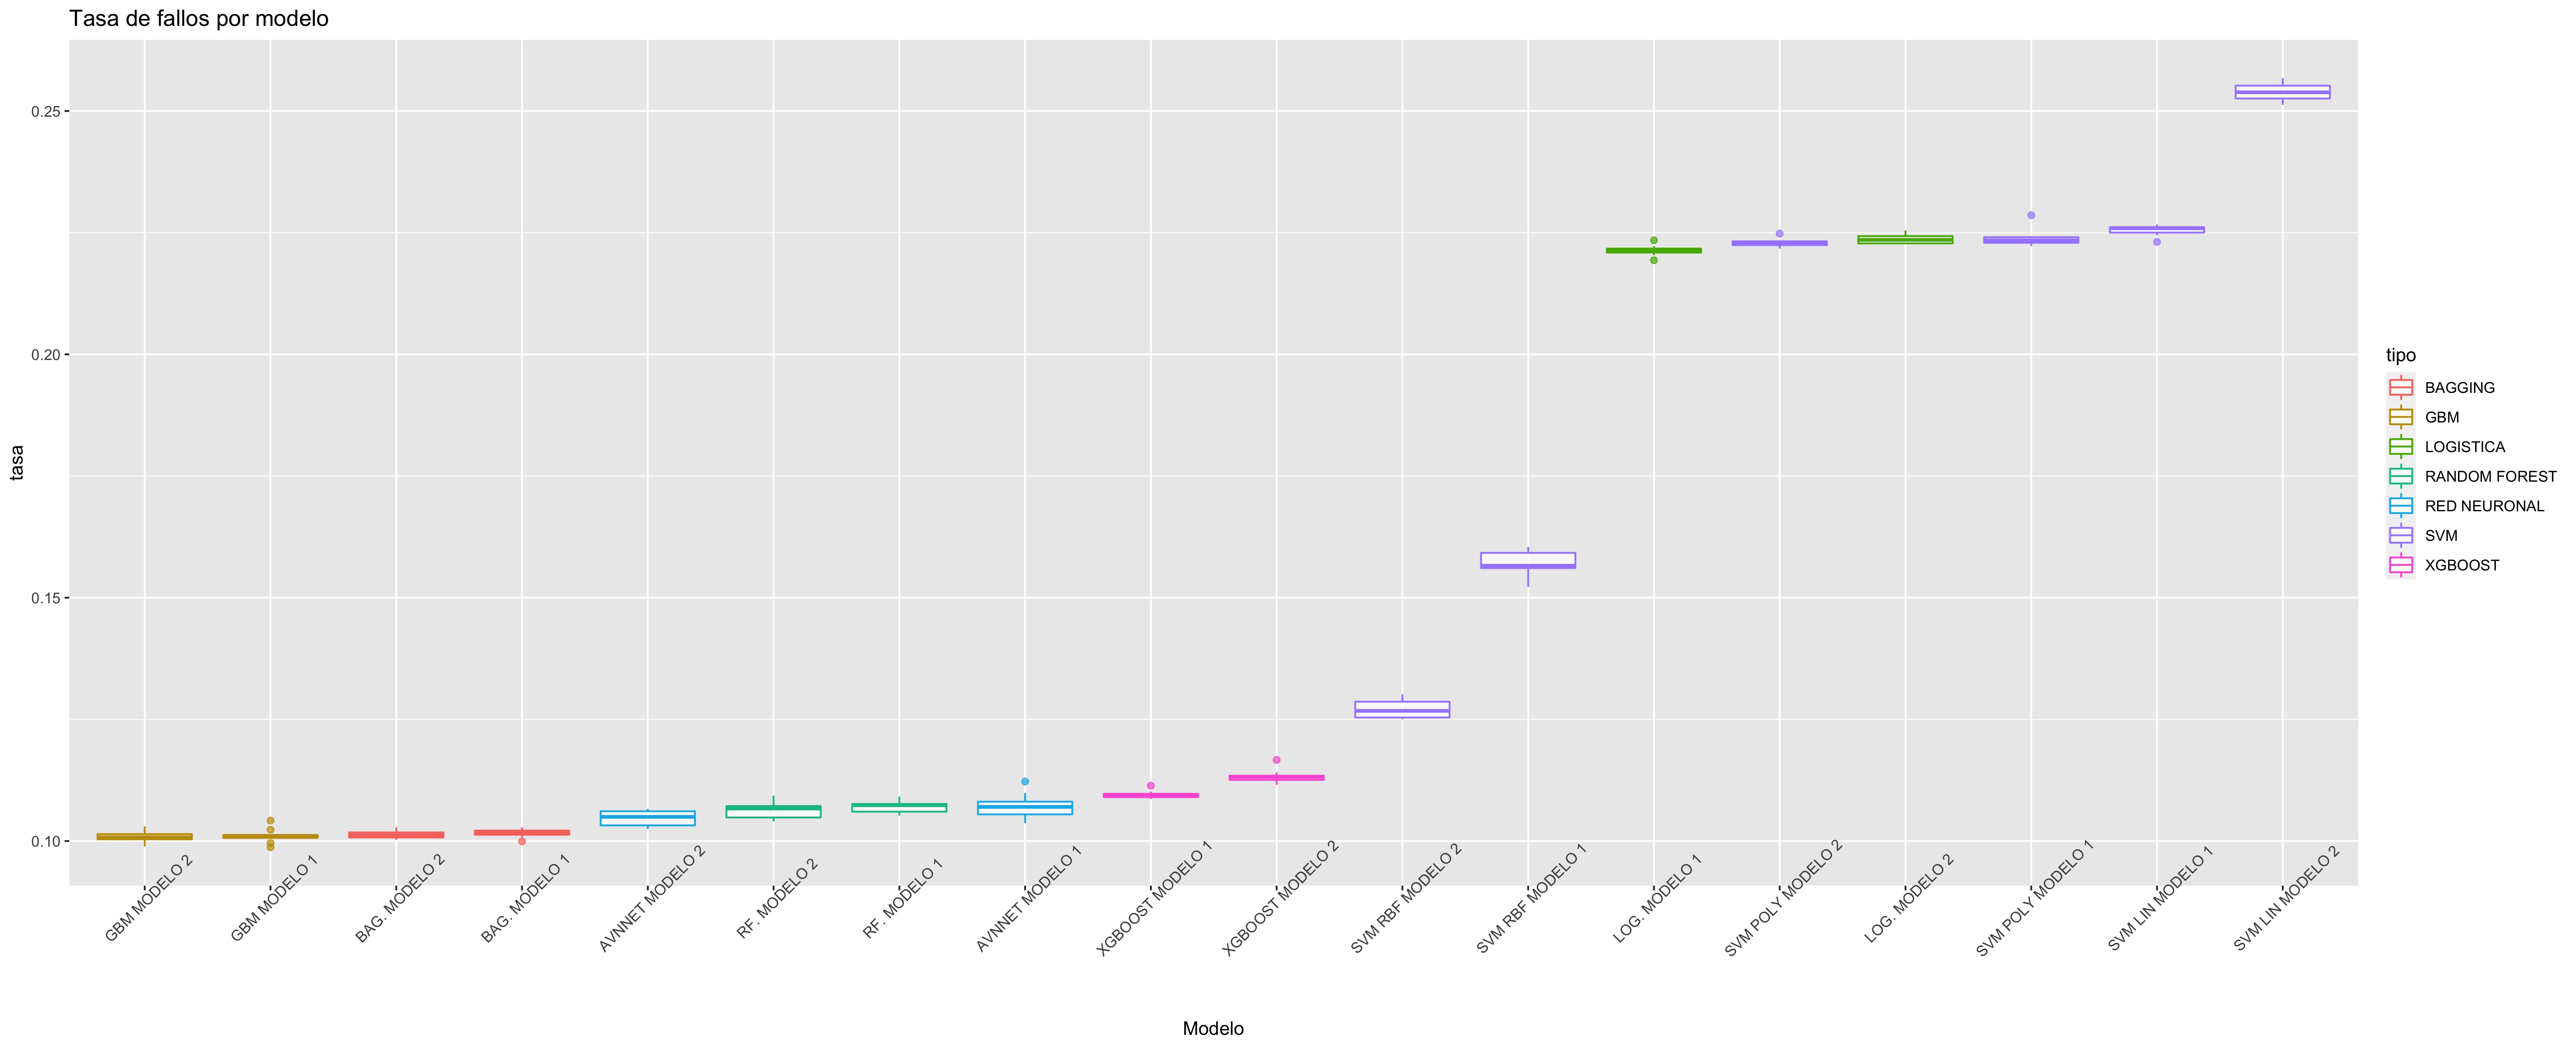 Tasa de fallos por modelo
tasa
0.25
0.20
0.15
0.10
GBM MODELO 2
GBM MODELO 1
BAG. MODELO 2
BAG. MODELO 1
AVNNET MODELO 2
RF. MODELO 2
RF. MODELO 1
AVNNET MODELO 1
XGBOOST MODELO 1
XGBOOST MODELO 2
SVM RBF MODELO 2
SVM RBF MODELO 1
LOG. MODELO 1
SVM POLY MODELO 2
LOG. MODELO 2
SVM POLY MODELO 1
SVM LIN MODELO 1
SVM LIN MODELO 2
Modelo
tipo
BAGGING
GBM
LOGISTICA
RANDOM FOREST
RED NEURONAL
SVM
XGBOOST